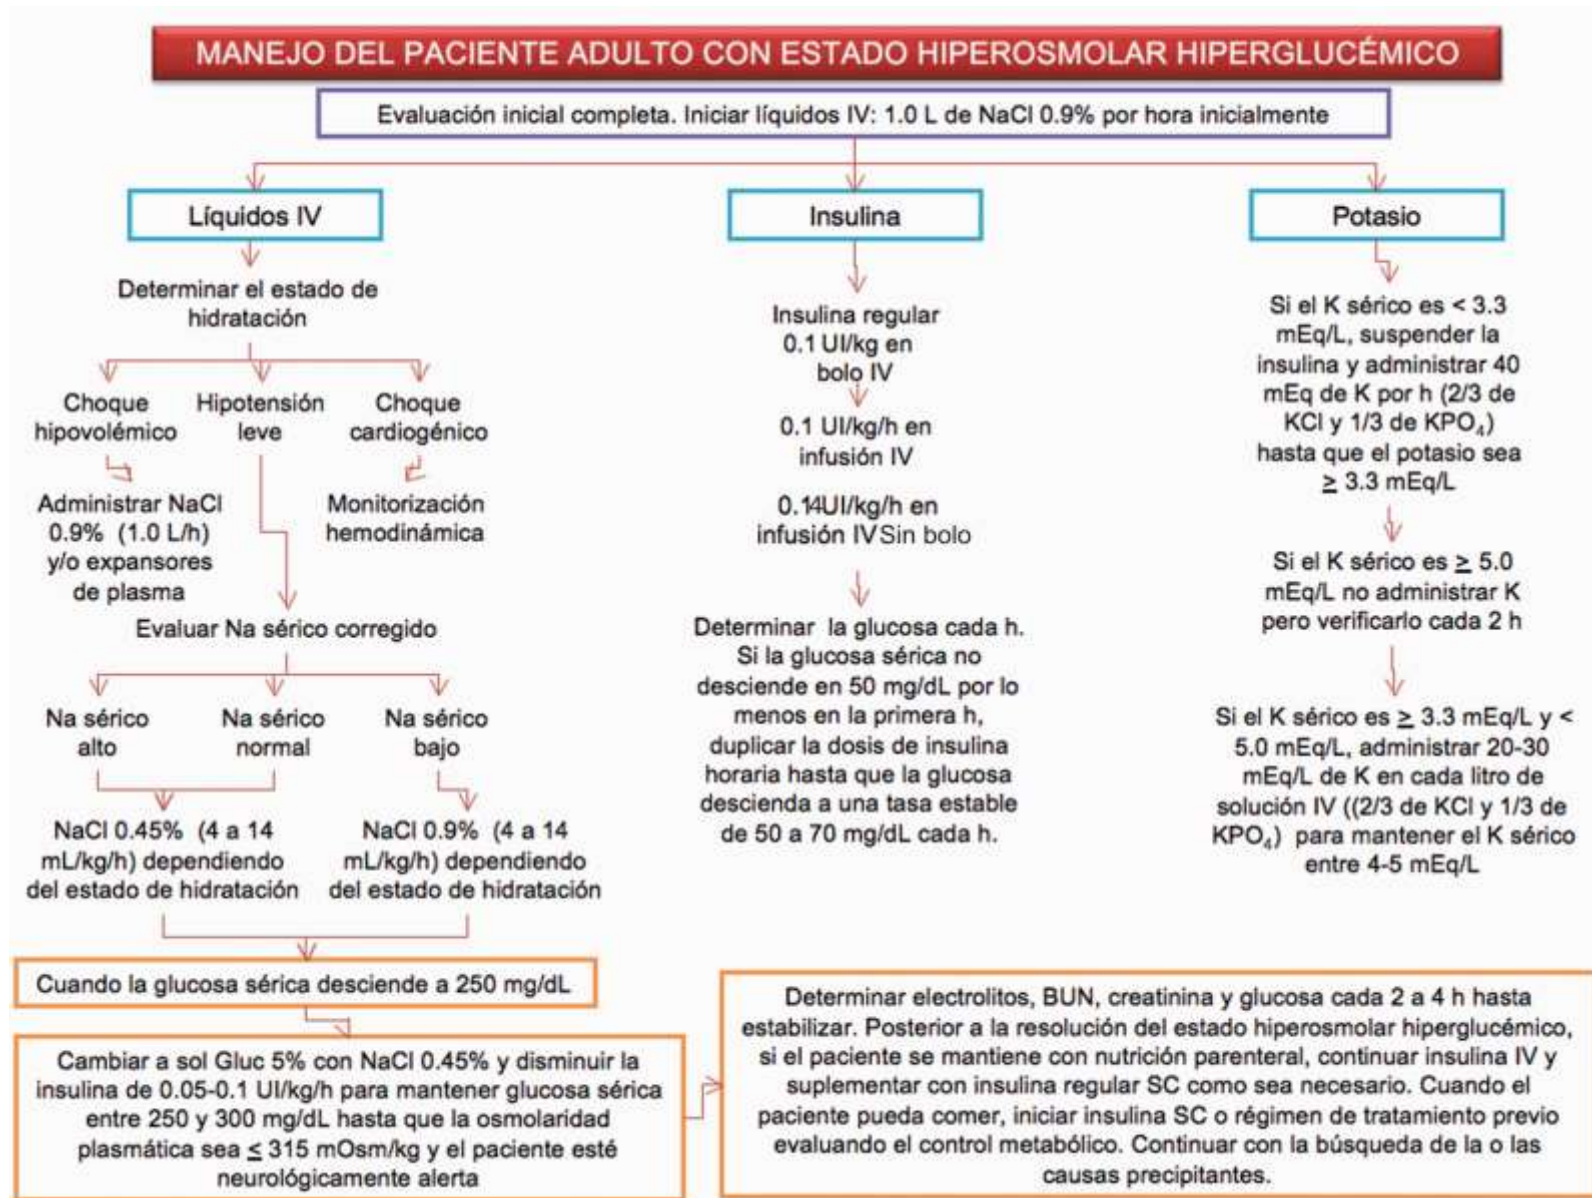 MANEJO DEL PACIENTE ADULTO CON ESTADO HIPEROSMOLAR HIPERGLUCÉMICO
Evaluación inicial completa. Iniciar líquidos IV: 1.0 L de NaCl 0.9% por hora inicialmente
Líquidos IV
Determinar el estado de
hidratación
Choque
hipovolémico
Hipotensión
leve
Choque
cardiogénico
Administrar NaCl
0.9% (1.0 L/h)
y/o expansores
de plasma
Monitorización
hemodinámica
Evaluar Na sérico corregido
Na sérico
alto
Na sérico
normal
Na sérico
bajo
NaCl 0.45% (4 a 14
mL/kg/h) dependiendo
del estado de hidratación
NaCl 0.9% (4 a 14
mL/kg/h) dependiendo
del estado de hidratación
Cuando la glucosa sérica desciende a 250 mg/dL
Cambiar a sol Gluc 5% con NaCl 0.45% y disminuir la
insulina de 0.05-0.1 UI/kg/h para mantener glucosa sérica
entre 250 y 300 mg/dL hasta que la osmolaridad
plasmática sea ≤ 315 mOsm/kg y el paciente esté
neurológicamente alerta
Insulina
Insulina regular
0.1 UI/kg en
bolo IV
0.1 UI/kg/h en
infusión IV
0.14UI/kg/h en
infusión IV Sin bolo
Determinar la glucosa cada h.
Si la glucosa sérica no
desciende en 50 mg/dL por lo
menos en la primera h,
duplicar la dosis de insulina
horaria hasta que la glucosa
descienda a una tasa estable
de 50 a 70 mg/dL cada h.
Potasio
Si el K sérico es < 3.3
mEq/L, suspender la
insulina y administrar 40
mEq de K por h (2/3 de
KCl y 1/3 de KPO₄)
hasta que el potasio sea
≥ 3.3 mEq/L
Si el K sérico es ≥ 5.0
mEq/L no administrar K
pero verificarlo cada 2 h
Si el K sérico es ≥ 3.3 mEq/L y <
5.0 mEq/L, administrar 20-30
mEq/L de K en cada litro de
solución IV ((2/3 de KCl y 1/3 de
KPO₄) para mantener el K sérico
entre 4-5 mEq/L
Determinar electrolitos, BUN, creatinina y glucosa cada 2 a 4 h hasta
estabilizar. Posterior a la resolución del estado hiperosmolar hiperglucémico,
si el paciente se mantiene con nutrición parenteral, continuar insulina IV y
suplementar con insulina regular SC como sea necesario. Cuando el
paciente pueda comer, iniciar insulina SC o régimen de tratamiento previo
evaluando el control metabólico. Continuar con la búsqueda de la o las
causas precipitantes.